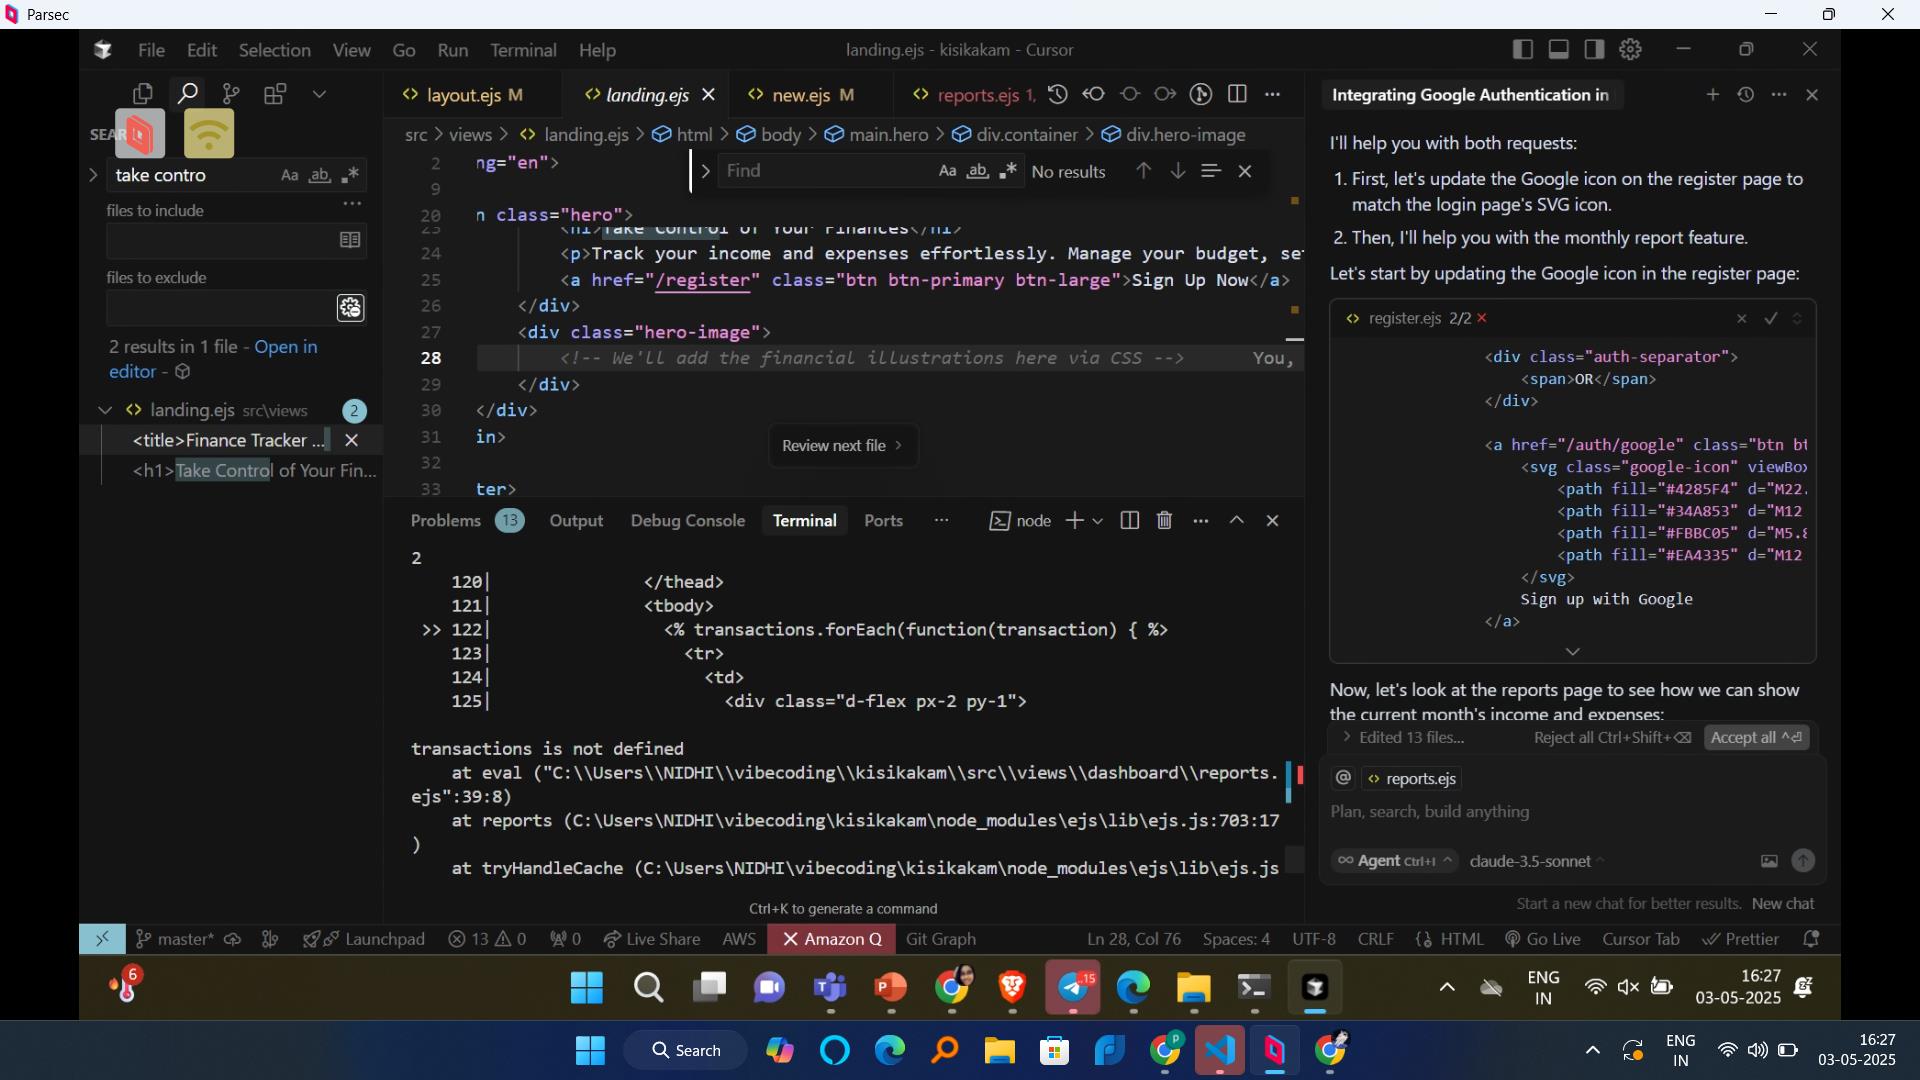 Parsec
File Edit Selection View Go Run Terminal Help
landing.ejs - kisikakam - Cursor
layout.ejs M
landing.ejs
new.ejs M
reports.ejs 1,
SEAR
take contro
Aa ab .*
files to include
files to exclude
2 results in 1 file - Open in
editor -
landing.ejs src\views 2
<title>Finance Tracker ...
<h1>Take Control of Your Fin...
src > views > landing.ejs > html > body > main.hero > div.container > div.hero-image
Find
Aa ab .* No results
2 ng="en">
9
20 n class="hero">
23 <h1>Take Control of Your Finances</h1>
24 <p>Track your income and expenses effortlessly. Manage your budget, se
25 <a href="/register" class="btn btn-primary btn-large">Sign Up Now</a>
26 </div>
27 <div class="hero-image">
28 <!-- We'll add the financial illustrations here via CSS --> You,
29 </div>
30 </div>
31 in>
32
33 ter>
Review next file >
Problems 13 Output Debug Console Terminal Ports ...
node
2
120| </thead>
121| <tbody>
>> 122| <% transactions.forEach(function(transaction) { %>
123| <tr>
124| <td>
125| <div class="d-flex px-2 py-1">
transactions is not defined
at eval ("C:\\Users\\NIDHI\\vibecoding\\kisikakam\\src\\views\\dashboard\\reports.
ejs":39:8)
at reports (C:\Users\NIDHI\vibecoding\kisikakam\node_modules\ejs\lib\ejs.js:703:17
)
at tryHandleCache (C:\Users\NIDHI\vibecoding\kisikakam\node_modules\ejs\lib\ejs.js
Ctrl+K to generate a command
Integrating Google Authentication in
I'll help you with both requests:
1. First, let's update the Google icon on the register page to
match the login page's SVG icon.
2. Then, I'll help you with the monthly report feature.
Let's start by updating the Google icon in the register page:
register.ejs 2/2
<div class="auth-separator">
<span>OR</span>
</div>
<a href="/auth/google" class="btn bt
<svg class="google-icon" viewBox
<path fill="#4285F4" d="M22.
<path fill="#34A853" d="M12
<path fill="#FBBC05" d="M5.8
<path fill="#EA4335" d="M12
</svg>
Sign up with Google
</a>
Now, let's look at the reports page to see how we can show
the current month's income and expenses:
> Edited 13 files... Reject all Ctrl+Shift+⌫ Accept all ^⏎
@ reports.ejs
Plan, search, build anything
∞ Agent Ctrl+I claude-3.5-sonnet
Start a new chat for better results. New chat
master* Launchpad 13 0 0 Live Share AWS Amazon Q Git Graph Ln 28, Col 76 Spaces: 4 UTF-8 CRLF {} HTML Go Live Cursor Tab Prettier
6
15
ENG
IN
16:27
03-05-2025
Search
P
ENG
IN
16:27
03-05-2025